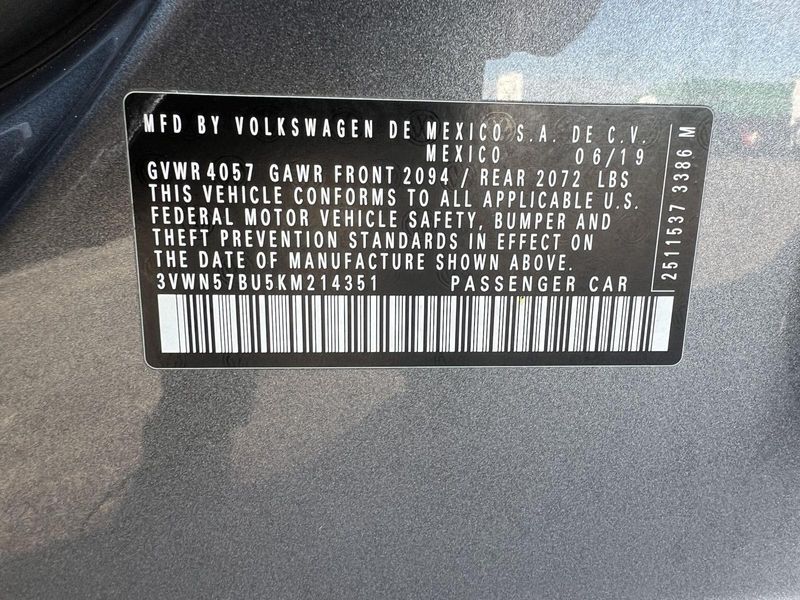 MFD BY VOLKSWAGEN DE MEXICO S.A. DE C.V.
MEXICO 06/19
GVWR 4057 GAWR FRONT 2094 / REAR 2072 LBS
THIS VEHICLE CONFORMS TO ALL APPLICABLE U.S.
FEDERAL MOTOR VEHICLE SAFETY, BUMPER AND
THEFT PREVENTION STANDARDS IN EFFECT ON
THE DATE OF MANUFACTURE SHOWN ABOVE.
3VWN57BU5KM214351 PASSENGER CAR
2511537 3386 M